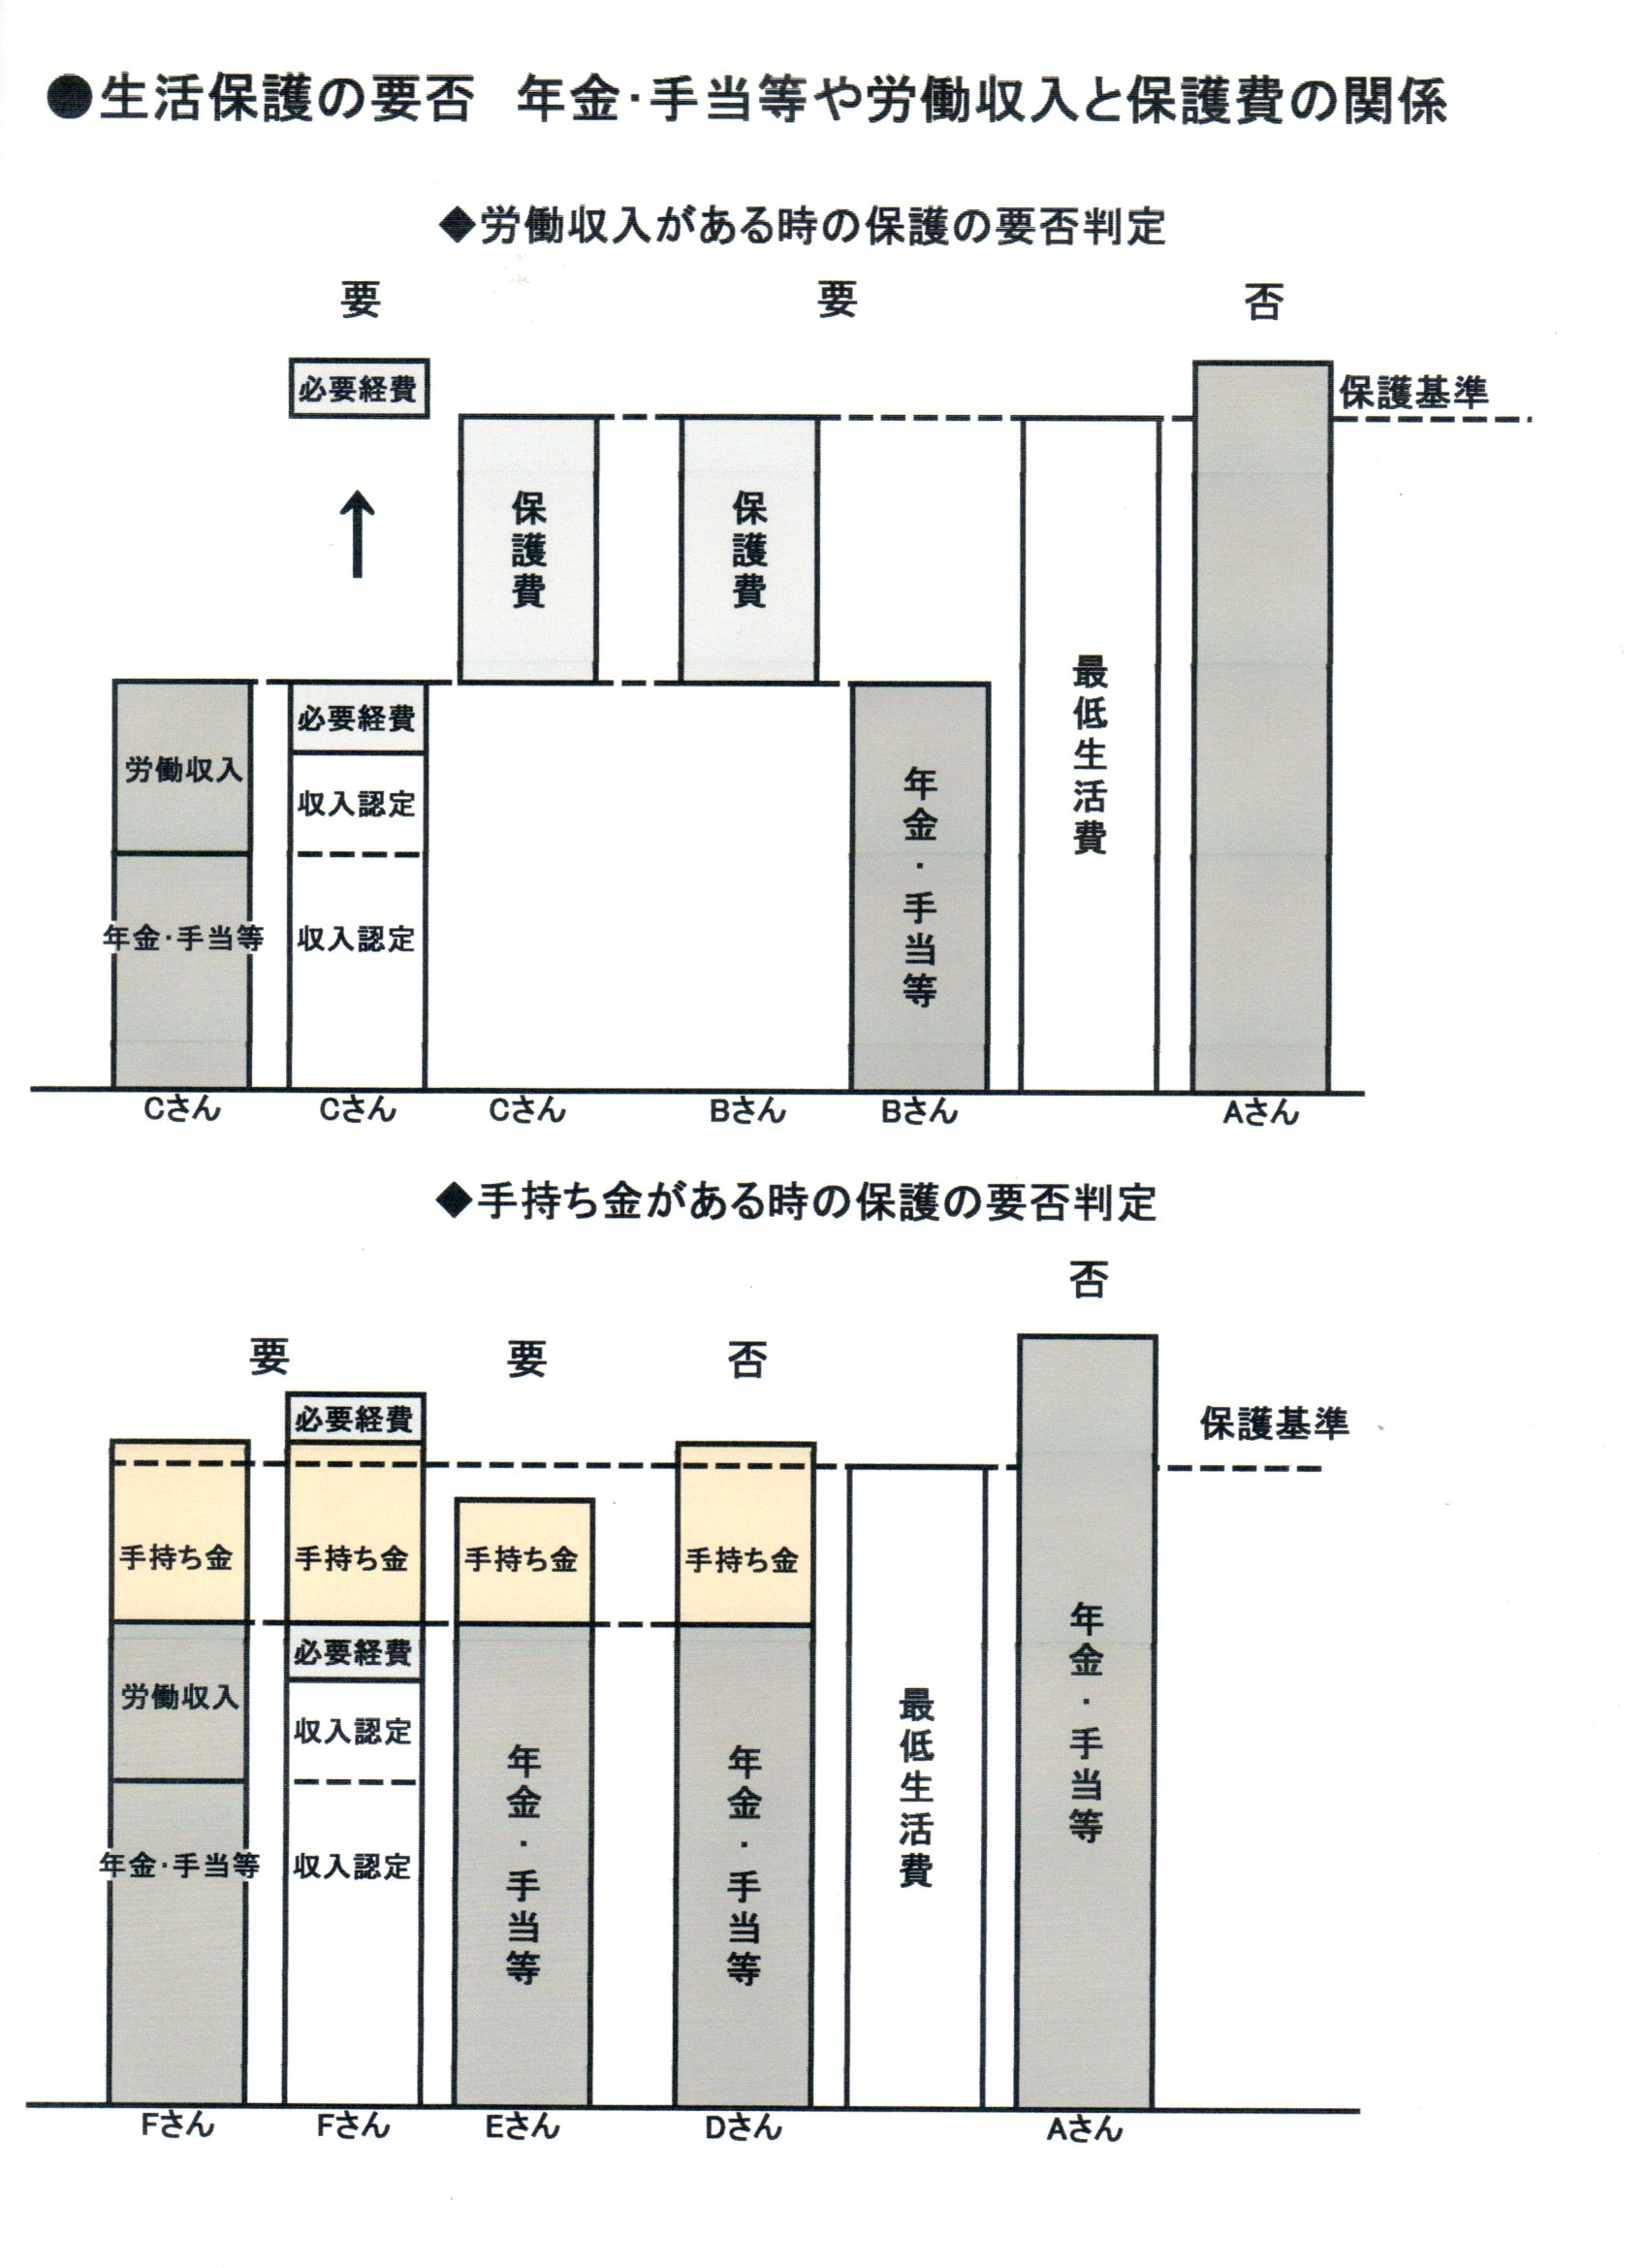 ●生活保護の要否　年金・手当等や労働収入と保護費の関係
◆労働収入がある時の保護の要否判定
要
要
否
必要経費
保護基準
↑
保護費
保護費
最低生活費
労働収入
必要経費
収入認定
年金・手当等
年金・手当等
収入認定
Cさん
Cさん
Cさん
Bさん
Bさん
Aさん
◆手持ち金がある時の保護の要否判定
否
要
要
否
必要経費
保護基準
手持ち金
手持ち金
手持ち金
手持ち金
労働収入
必要経費
収入認定
年金・手当等
収入認定
年金・手当等
年金・手当等
最低生活費
年金・手当等
Fさん
Fさん
Eさん
Dさん
Aさん